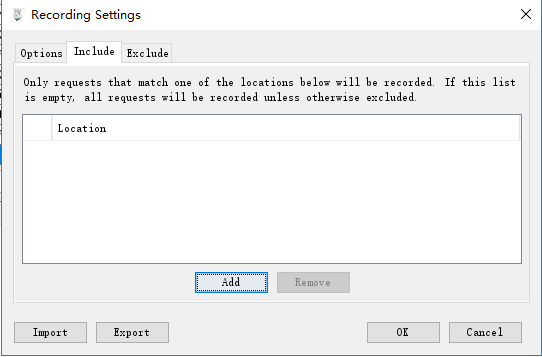 Recording Settings
Options Include Exclude
Only requests that match one of the locations below will be recorded. If this list
is empty, all requests will be recorded unless otherwise excluded.
Location
Add Remove
Import Export OK Cancel